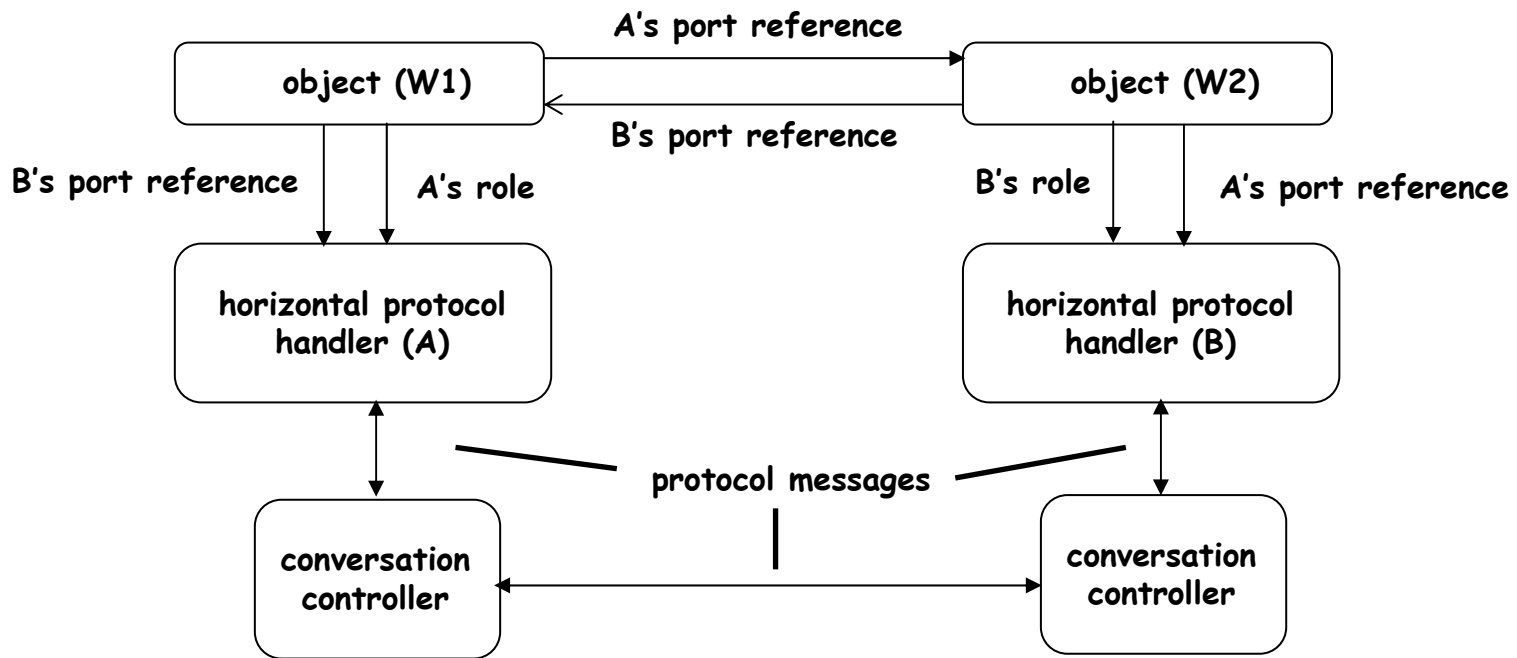 A's port reference
object (W1)
object (W2)
B's port reference
B's port reference
A's role
B's role
A's port reference
horizontal protocol
handler (A)
horizontal protocol
handler (B)
protocol messages
conversation
controller
conversation
controller